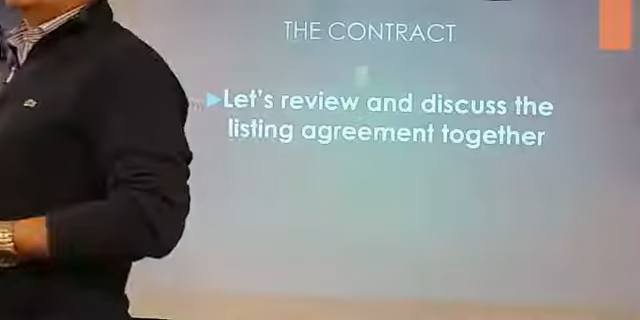 THE CONTRACT
Let's review and discuss the
listing agreement together